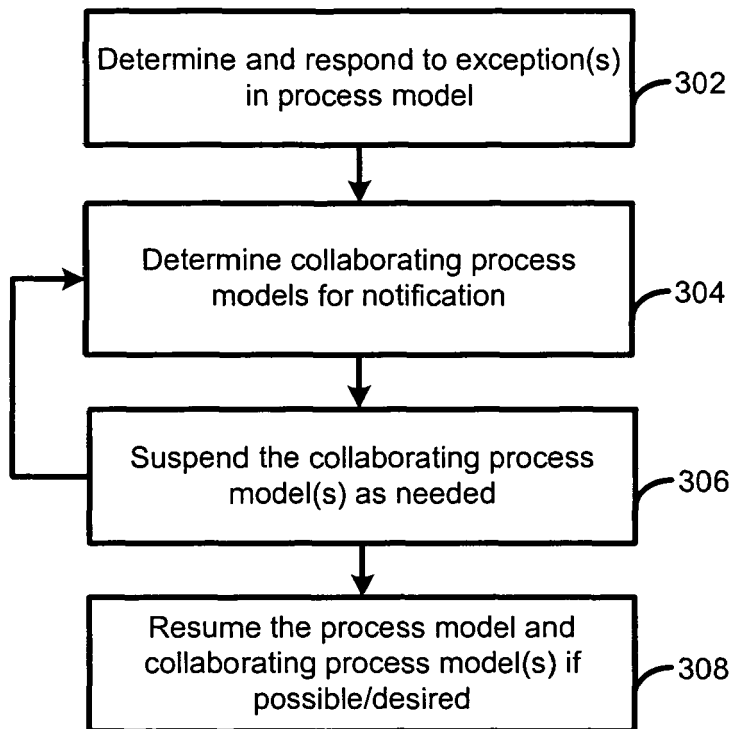 Determine and respond to exception(s)
in process model
302
Determine collaborating process
models for notification
304
Suspend the collaborating process
model(s) as needed
306
Resume the process model and
collaborating process model(s) if
possible/desired
308